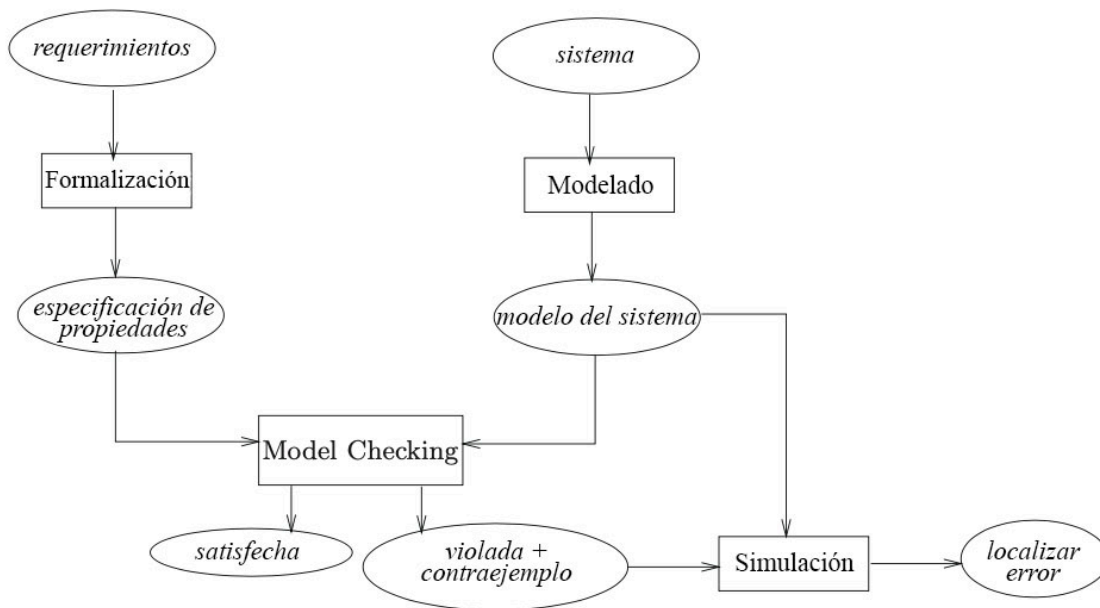 requerimientos
sistema
Formalización
Modelado
especificación de
propiedades
modelo del sistema
Model Checking
satisfecha
violada +
contraejemplo
Simulación
localizar
error